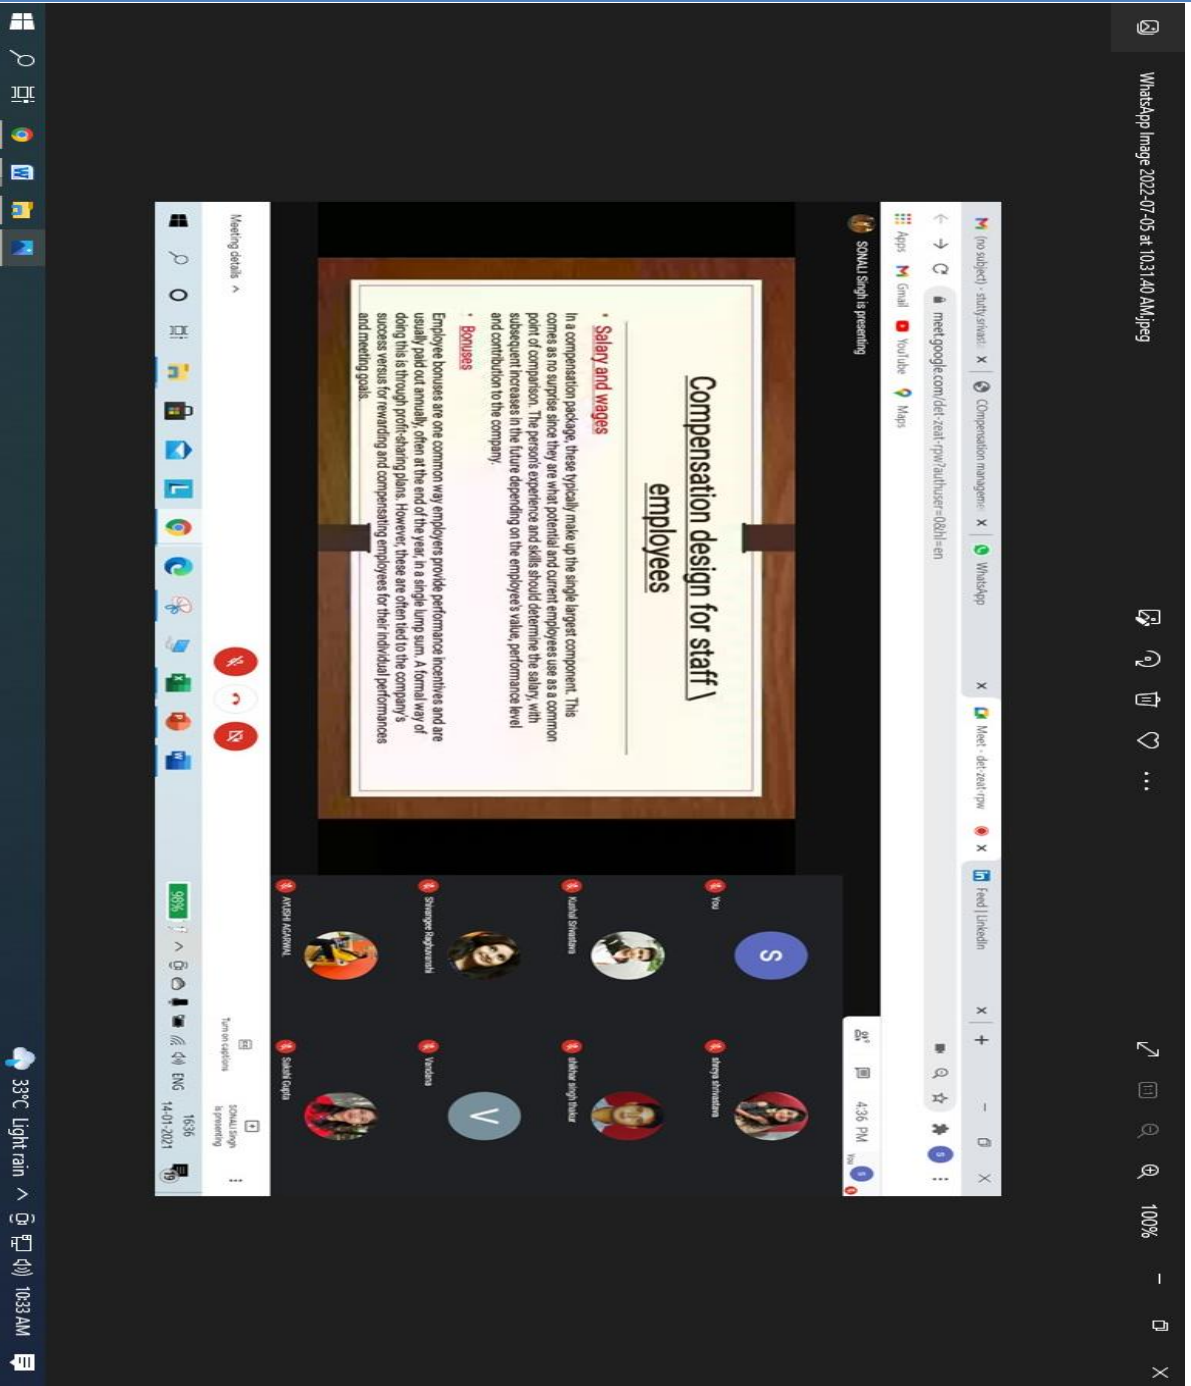 WhatsApp Image 2022-07-05 at 10.31.40 AM.jpeg
100%
(no subject) - stutty.srivast
COmpensation manageme
WhatsApp
Meet - det-zeat-rpw
Feed | LinkedIn
meet.google.com/det-zeat-rpw?authuser=0&hl=en
Apps
Gmail
YouTube
Maps
SONALI Singh is presenting
4:36 PM
You
Compensation design for staff \
employees
• Salary and wages
In a compensation package, these typically make up the single largest component. This
comes as no surprise since they are what potential and current employees use as a common
point of comparison. The person's experience and skills should determine the salary, with
subsequent increases in the future depending on the employee's value, performance level
and contribution to the company.
• Bonuses
Employee bonuses are one common way employers provide performance incentives and are
usually paid out annually, often at the end of the year, in a single lump sum. A formal way of
doing this is through profit-sharing plans. However, these are often tied to the company's
success versus for rewarding and compensating employees for their individual performances
and meeting goals.
S
You
shreya shrivastava
Kushal Srivastava
shikhar singh thakur
Shivangee Raghuvanshi
V
Vandana
AYUSHI AGARWAL
Sakshi Gupta
Meeting details
Turn on captions
SONALI Singh
is presenting
98%
ENG
1636
14-01-2021
19
33°C Light rain
10:33 AM